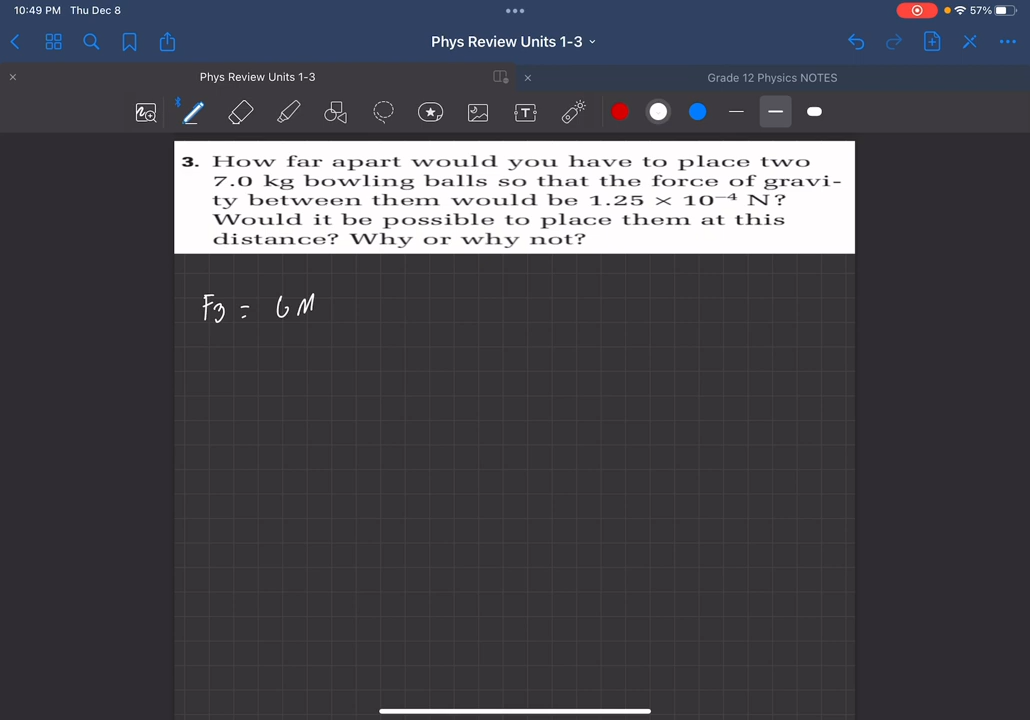 10:49 PM Thu Dec 8
57%
Phys Review Units 1-3
Phys Review Units 1-3
Grade 12 Physics NOTES
3. How far apart would you have to place two
7.0 kg bowling balls so that the force of gravi-
ty between them would be 1.25 × 10⁻⁴ N?
Would it be possible to place them at this
distance? Why or why not?
Fg = GM